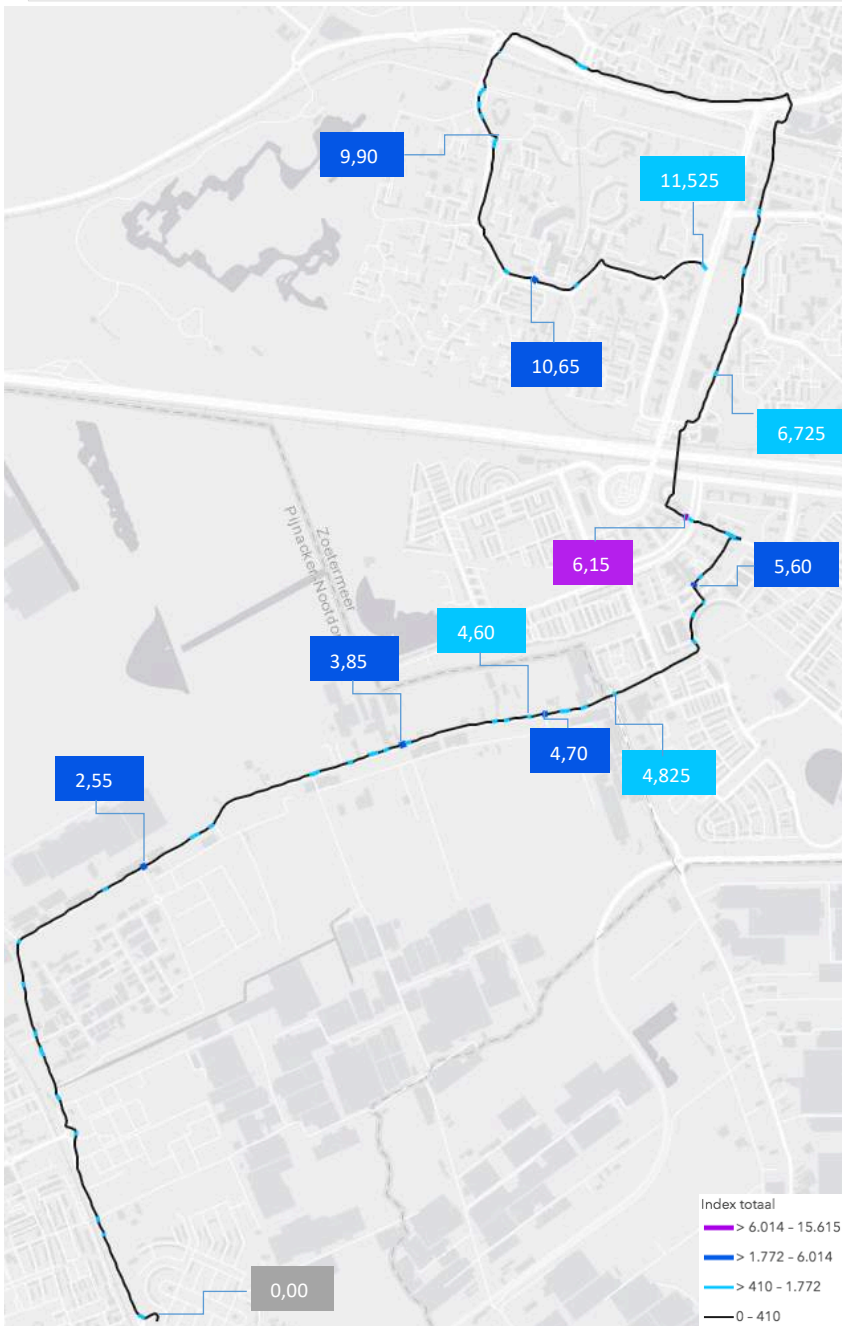 9,90
11,525
10,65
6,725
6,15
5,60
Zoetermeer
Pijnacker-Nootdo
4,60
3,85
4,70
4,825
2,55
0,00
Index totaal
> 6.014 - 15.615
> 1.772 - 6.014
> 410 - 1.772
0 - 410